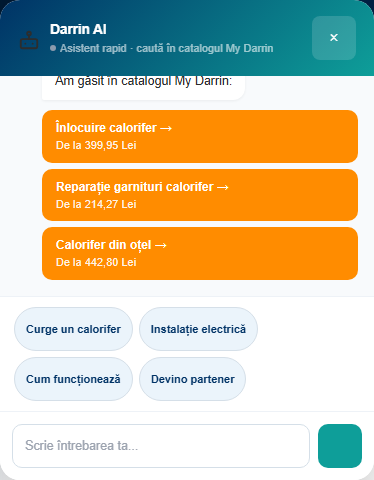 Darrin AI
Asistent rapid · caută în catalogul My Darrin
×
Am găsit în catalogul My Darrin:
Înlocuire calorifer →
De la 399,95 Lei
Reparație garnituri calorifer →
De la 214,27 Lei
Calorifer din oțel →
De la 442,80 Lei
Curge un calorifer
Instalație electrică
Cum funcționează
Devino partener
Scrie întrebarea ta...